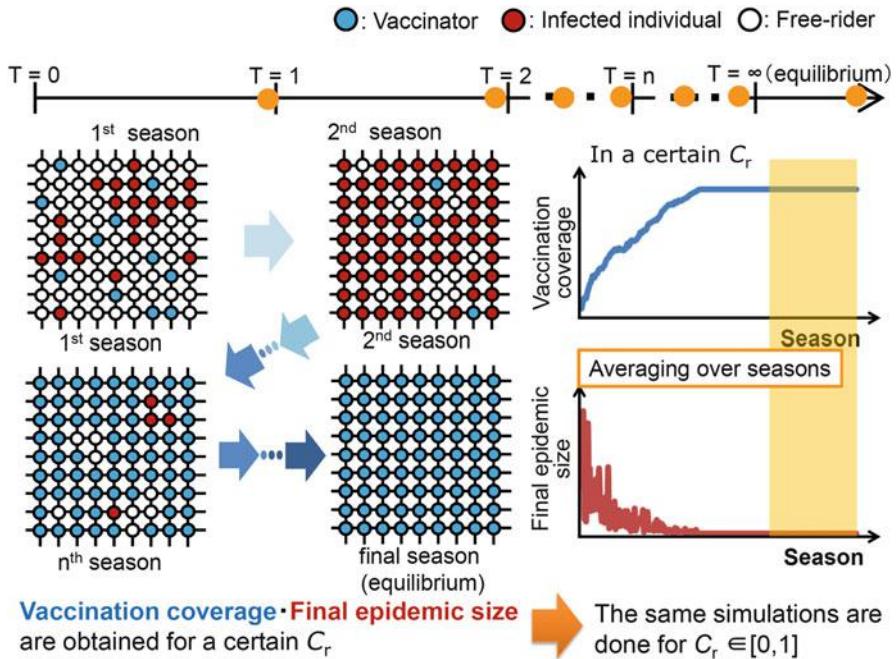 : Vaccinator : Infected individual : Free-rider
T = 0 T = 1 T = 2 T = n T = ∞ (equilibrium)
1st season
2nd season
1st season
2nd season
nth season
final season
(equilibrium)
In a certain Cr
Vaccination
coverage
Season
Averaging over seasons
Final epidemic
size
Season
Vaccination coverage・Final epidemic size
are obtained for a certain Cr
The same simulations are
done for Cr ∈[0,1]